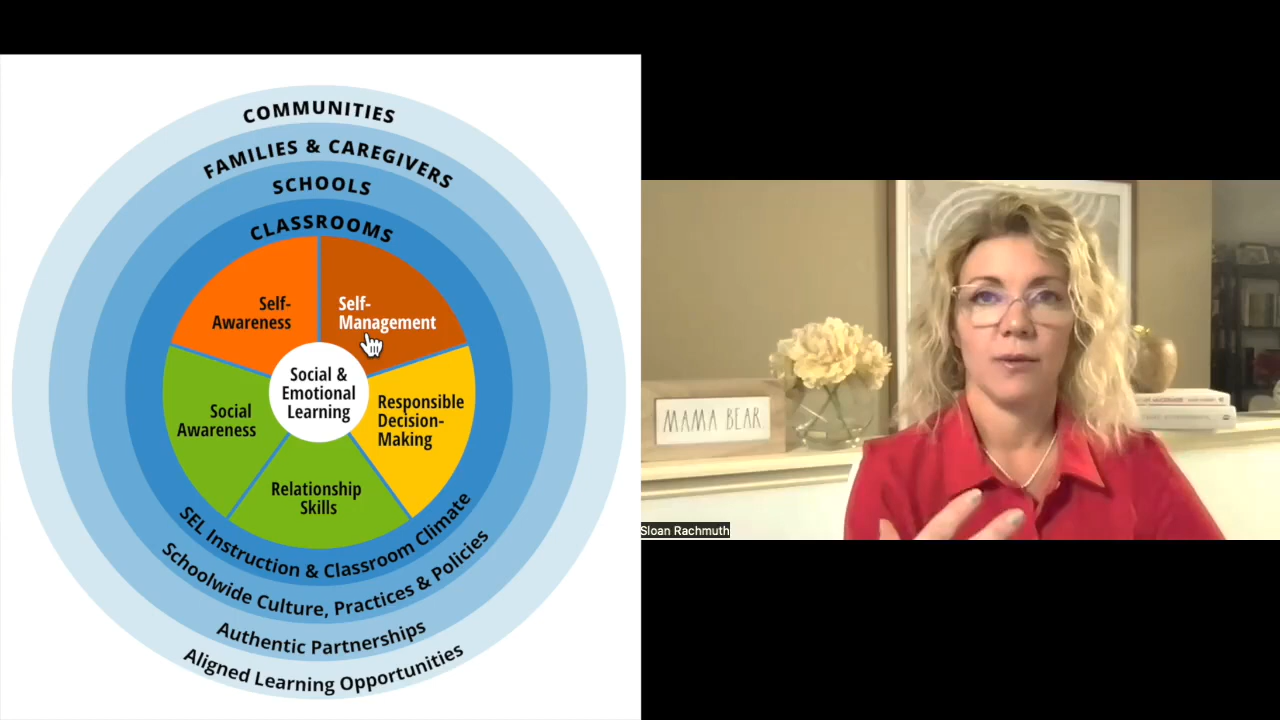 COMMUNITIES
FAMILIES & CAREGIVERS
SCHOOLS
CLASSROOMS
Self-
Awareness
Self-
Management
Social &
Emotional
Learning
Social
Awareness
Responsible
Decision-
Making
Relationship
Skills
SEL Instruction & Classroom Climate
Schoolwide Culture, Practices & Policies
Authentic Partnerships
Aligned Learning Opportunities
MAMA BEAR
Sloan Rachmuth